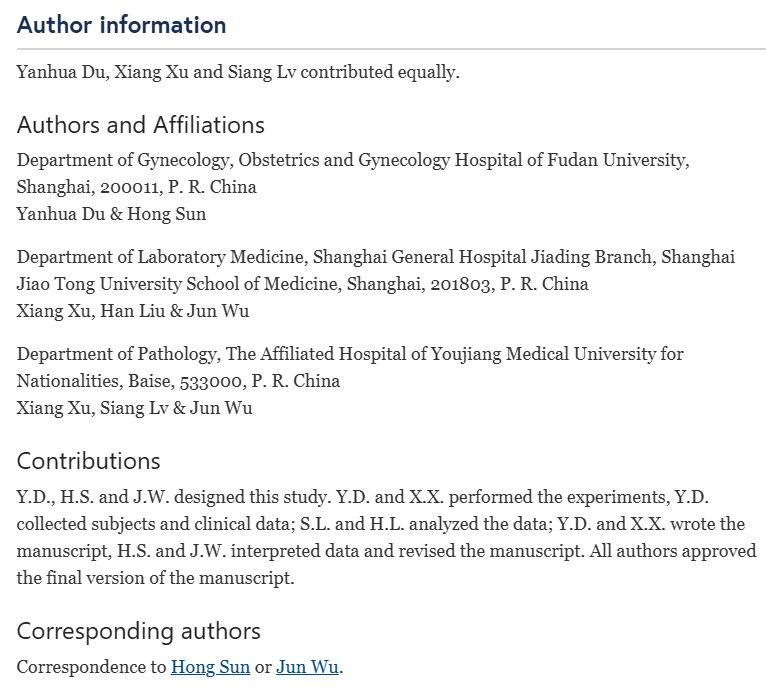 Author information
Yanhua Du, Xiang Xu and Siang Lv contributed equally.
Authors and Affiliations
Department of Gynecology, Obstetrics and Gynecology Hospital of Fudan University,
Shanghai, 200011, P. R. China
Yanhua Du & Hong Sun
Department of Laboratory Medicine, Shanghai General Hospital Jiading Branch, Shanghai
Jiao Tong University School of Medicine, Shanghai, 201803, P. R. China
Xiang Xu, Han Liu & Jun Wu
Department of Pathology, The Affiliated Hospital of Youjiang Medical University for
Nationalities, Baise, 533000, P. R. China
Xiang Xu, Siang Lv & Jun Wu
Contributions
Y.D., H.S. and J.W. designed this study. Y.D. and X.X. performed the experiments, Y.D.
collected subjects and clinical data; S.L. and H.L. analyzed the data; Y.D. and X.X. wrote the
manuscript, H.S. and J.W. interpreted data and revised the manuscript. All authors approved
the final version of the manuscript.
Corresponding authors
Correspondence to Hong Sun or Jun Wu.